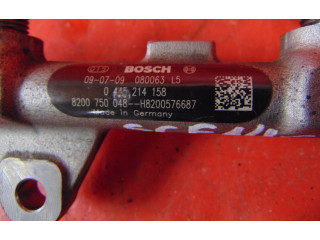 BOSCH
09-07-09 080063 L5
0 445 214 158
8200 750 048--H8200576687
Made in Germany